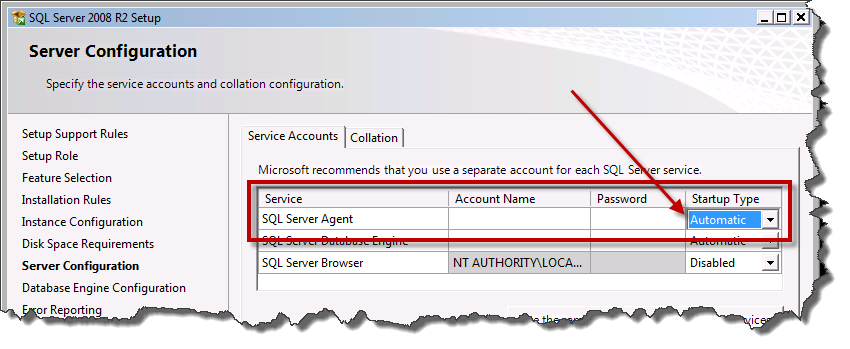 SQL Server 2008 R2 Setup
Server Configuration
Specify the service accounts and collation configuration.
Setup Support Rules
Setup Role
Feature Selection
Installation Rules
Instance Configuration
Disk Space Requirements
Server Configuration
Database Engine Configuration
Error Reporting
Service Accounts Collation
Microsoft recommends that you use a separate account for each SQL Server service.
Service Account Name Password Startup Type
SQL Server Agent Automatic
SQL Server Database Engine Automatic
SQL Server Browser NT AUTHORITY\LOCA... Disabled